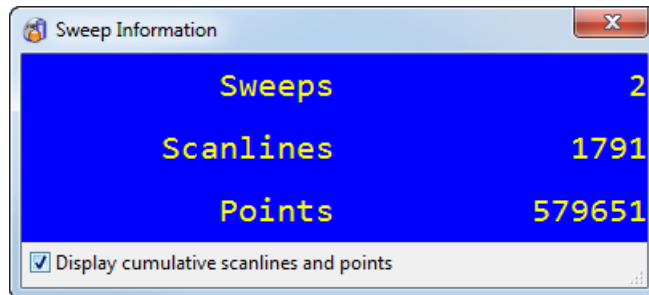 Sweep Information
Sweeps 2
Scanlines 1791
Points 579651
Display cumulative scanlines and points